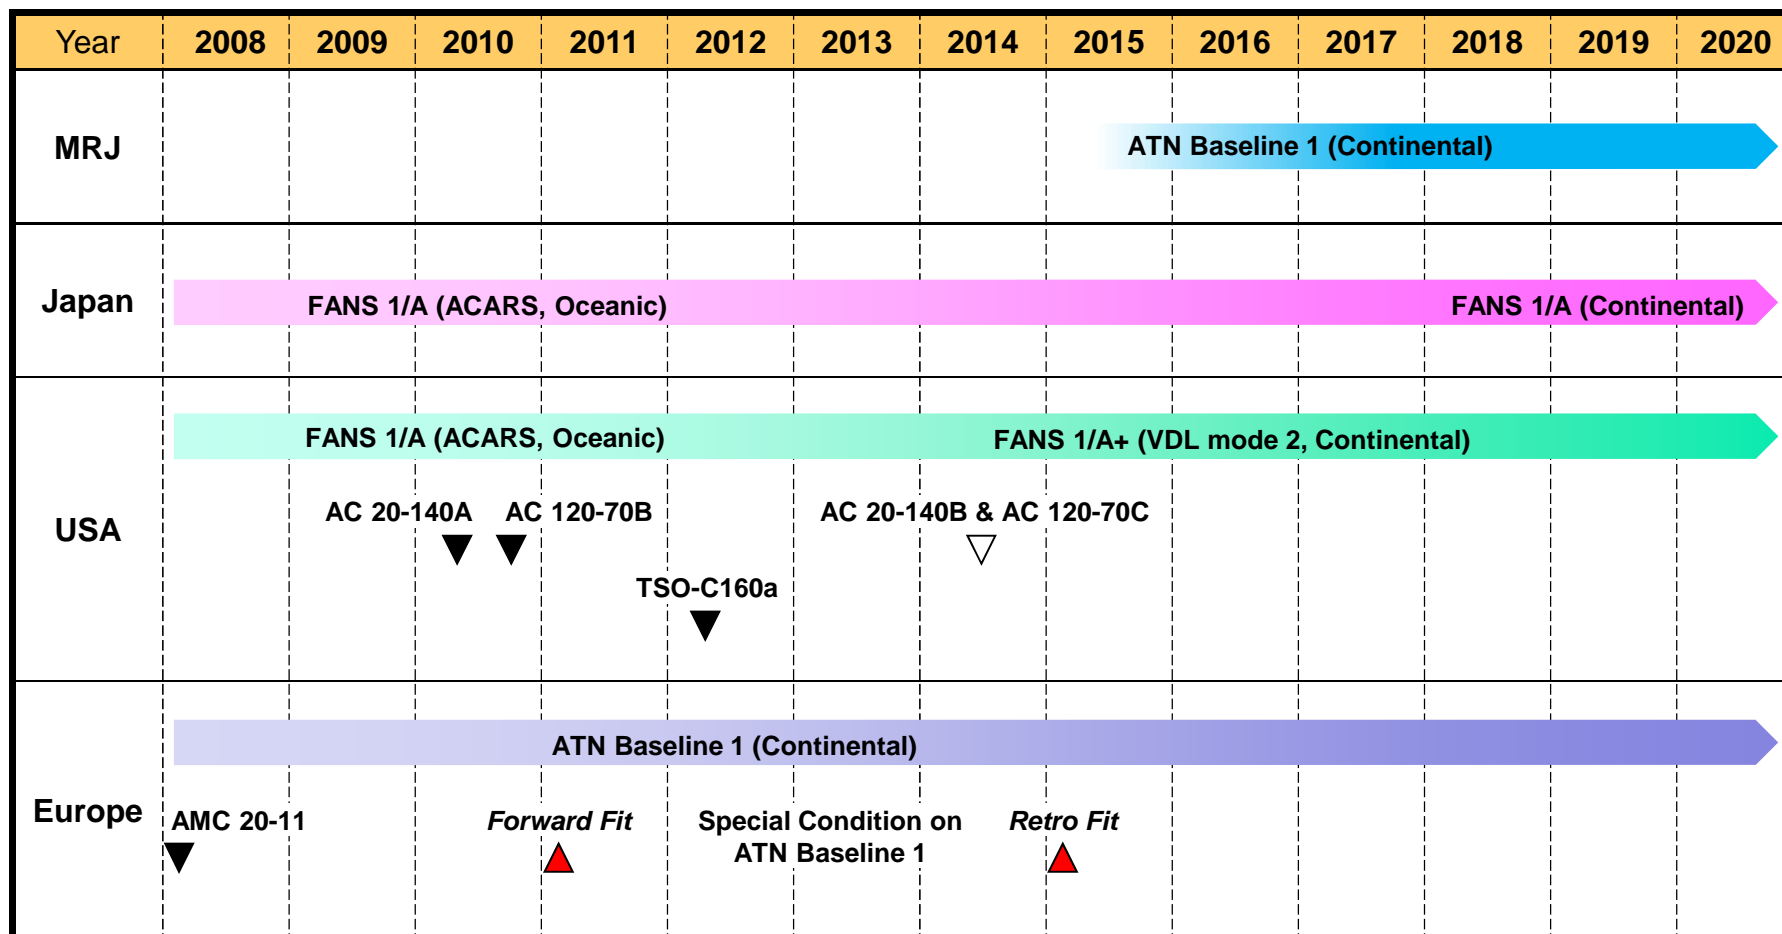 Year 2008 2009 2010 2011 2012 2013 2014 2015 2016 2017 2018 2019 2020
MRJ
ATN Baseline 1 (Continental)
Japan
FANS 1/A (ACARS, Oceanic)
FANS 1/A (Continental)
USA
FANS 1/A (ACARS, Oceanic)
FANS 1/A+ (VDL mode 2, Continental)
AC 20-140A
AC 120-70B
AC 20-140B & AC 120-70C
TSO-C160a
Europe
ATN Baseline 1 (Continental)
AMC 20-11
Forward Fit
Special Condition on
ATN Baseline 1
Retro Fit